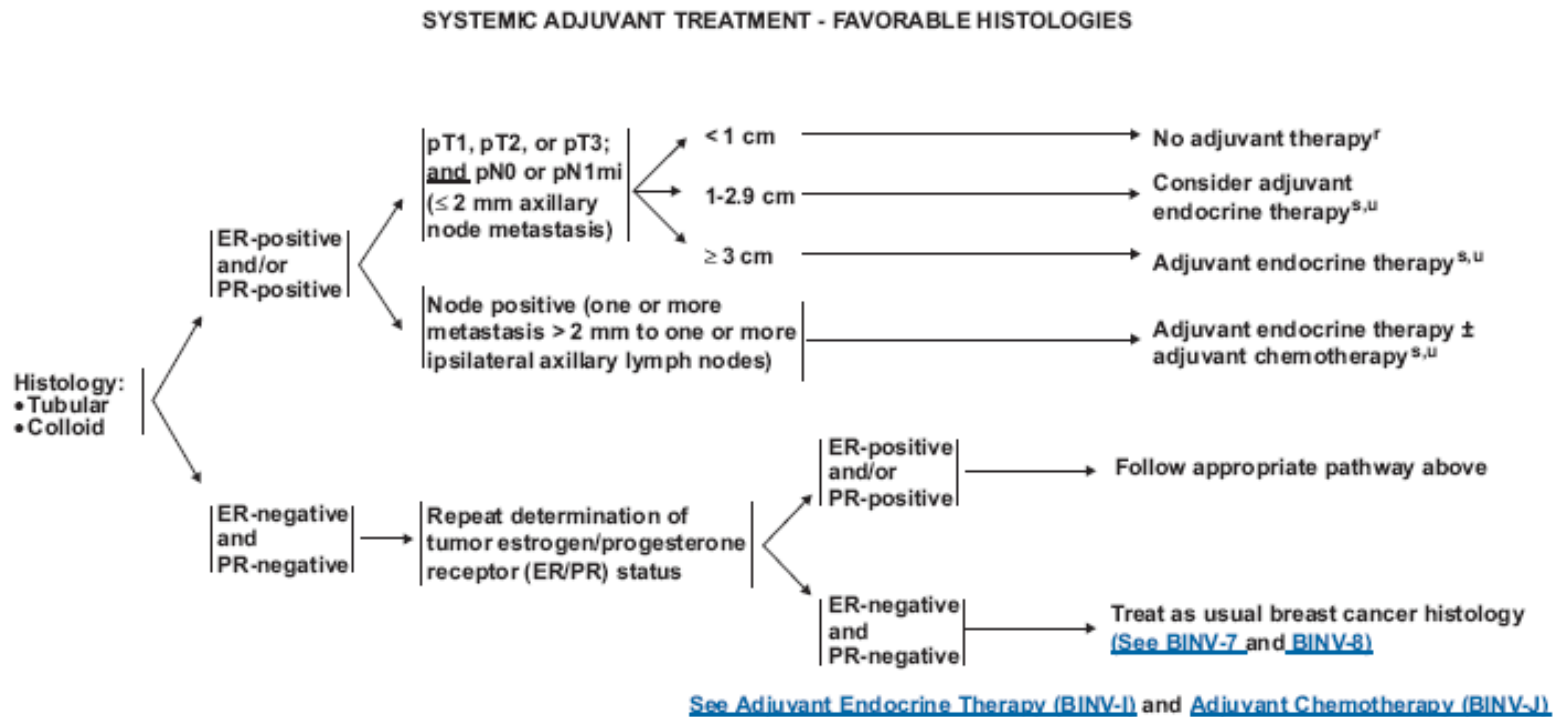 SYSTEMIC ADJUVANT TREATMENT - FAVORABLE HISTOLOGIES
pT1, pT2, or pT3;
and pN0 or pN1mi
(≤ 2 mm axillary
node metastasis)
< 1 cm
No adjuvant therapyʳ
1-2.9 cm
Consider adjuvant
endocrine therapyˢ,ᵘ
≥ 3 cm
Adjuvant endocrine therapyˢ,ᵘ
ER-positive
and/or
PR-positive
Node positive (one or more
metastasis > 2 mm to one or more
ipsilateral axillary lymph nodes)
Adjuvant endocrine therapy ±
adjuvant chemotherapyˢ,ᵘ
Histology:
• Tubular
• Colloid
ER-negative
and
PR-negative
Repeat determination of
tumor estrogen/progesterone
receptor (ER/PR) status
ER-positive
and/or
PR-positive
Follow appropriate pathway above
ER-negative
and
PR-negative
Treat as usual breast cancer histology
(See BINV-7 and BINV-8)
See Adjuvant Endocrine Therapy (BINV-I) and Adjuvant Chemotherapy (BINV-J)